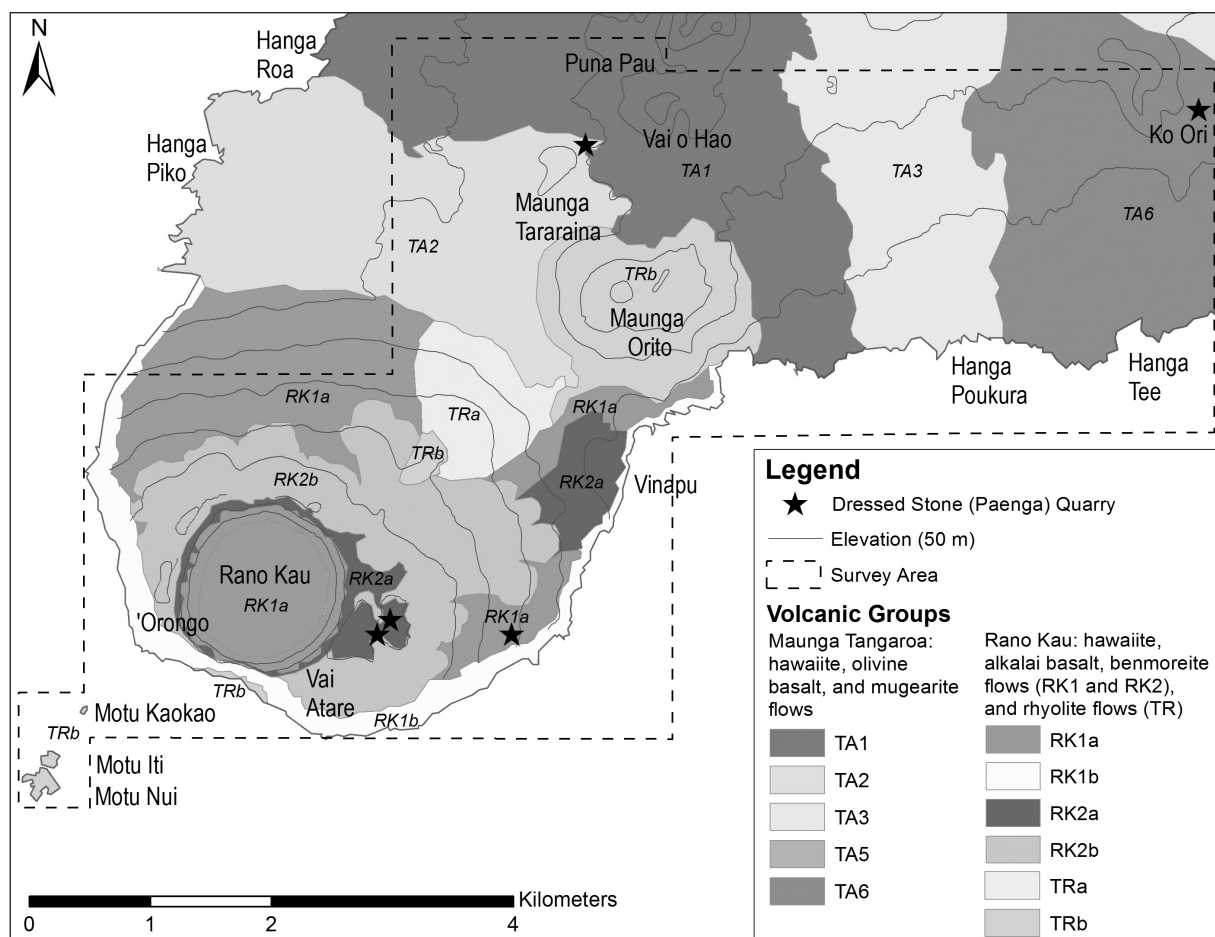 N
Hanga
Roa
Puna Pau
Hanga
Piko
Vai o Hao
TA1
Ko Ori
TA3
TA6
Maunga
Tararaina
TA2
TRb
Maunga
Orito
Hanga
Poukura
Hanga
Tee
RK1a
TRa
RK1a
TRb
RK2b
RK2a
Vinapu
Rano Kau
RK1a
RK2a
'Orongo
RK1a
Vai
Atare
TRb
RK1b
Motu Kaokao
TRb
Motu Iti
Motu Nui
Legend
Dressed Stone (Paenga) Quarry
Elevation (50 m)
Survey Area
Volcanic Groups
Maunga Tangaroa:
hawaiite, olivine
basalt, and mugearite
flows
TA1
TA2
TA3
TA5
TA6
Rano Kau: hawaiite,
alkalai basalt, benmoreite
flows (RK1 and RK2),
and rhyolite flows (TR)
RK1a
RK1b
RK2a
RK2b
TRa
TRb
Kilometers
0 1 2 4